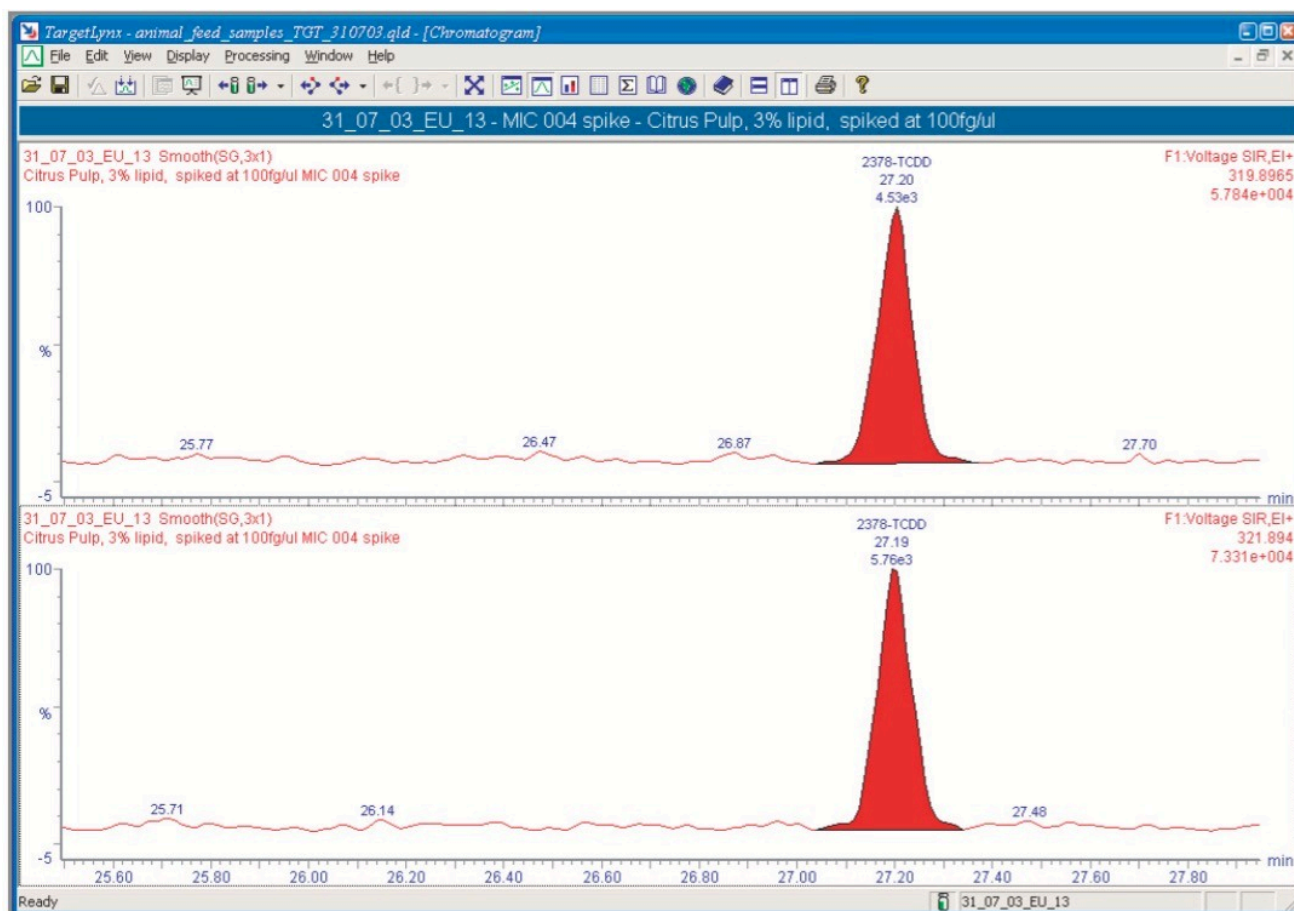 TargetLynx - animal_feed_samples_TGT_310703.qld - [Chromatogram]
File Edit View Display Processing Window Help
31_07_03_EU_13 - MIC 004 spike - Citrus Pulp, 3% lipid, spiked at 100fg/ul
31_07_03_EU_13 Smooth(SG,3x1)
Citrus Pulp, 3% lipid, spiked at 100fg/ul MIC 004 spike
F1:Voltage SIR,EI+
319.8965
5.784e+004
2378-TCDD
27.20
4.53e3
100
%
-5
25.77
26.47
26.87
27.70
min
31_07_03_EU_13 Smooth(SG,3x1)
Citrus Pulp, 3% lipid, spiked at 100fg/ul MIC 004 spike
F1:Voltage SIR,EI+
321.894
7.331e+004
2378-TCDD
27.19
5.76e3
100
%
-5
25.71
26.14
27.48
min
25.60 25.80 26.00 26.20 26.40 26.60 26.80 27.00 27.20 27.40 27.60 27.80
Ready 31_07_03_EU_13